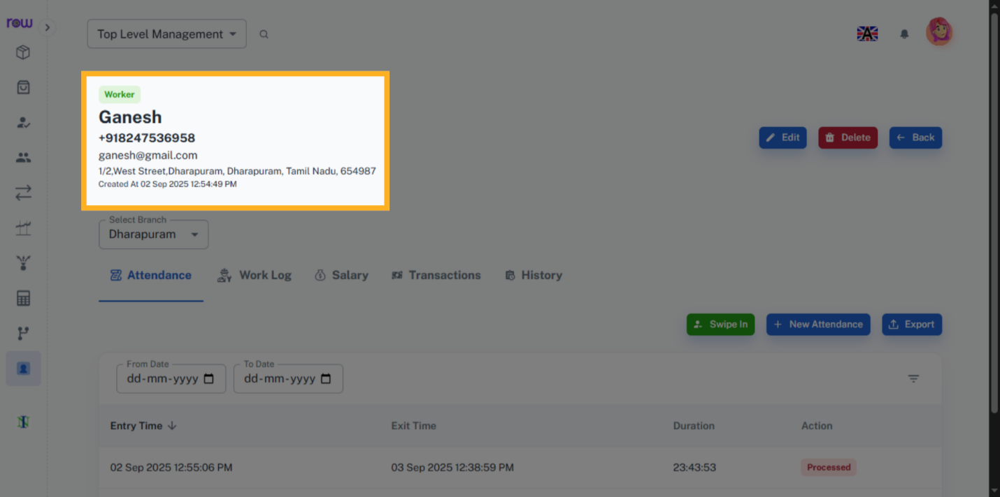 row
Top Level Management
A
Worker
Ganesh
+918247536958
ganesh@gmail.com
1/2,West Street,Dharapuram, Dharapuram, Tamil Nadu, 654987
Created At 02 Sep 2025 12:54:49 PM
Edit
Delete
Back
Select Branch
Dharapuram
Attendance
Work Log
Salary
Transactions
History
Swipe In
New Attendance
Export
From Date
dd-mm-yyyy
To Date
dd-mm-yyyy
Entry Time
Exit Time
Duration
Action
02 Sep 2025 12:55:06 PM
03 Sep 2025 12:38:59 PM
23:43:53
Processed